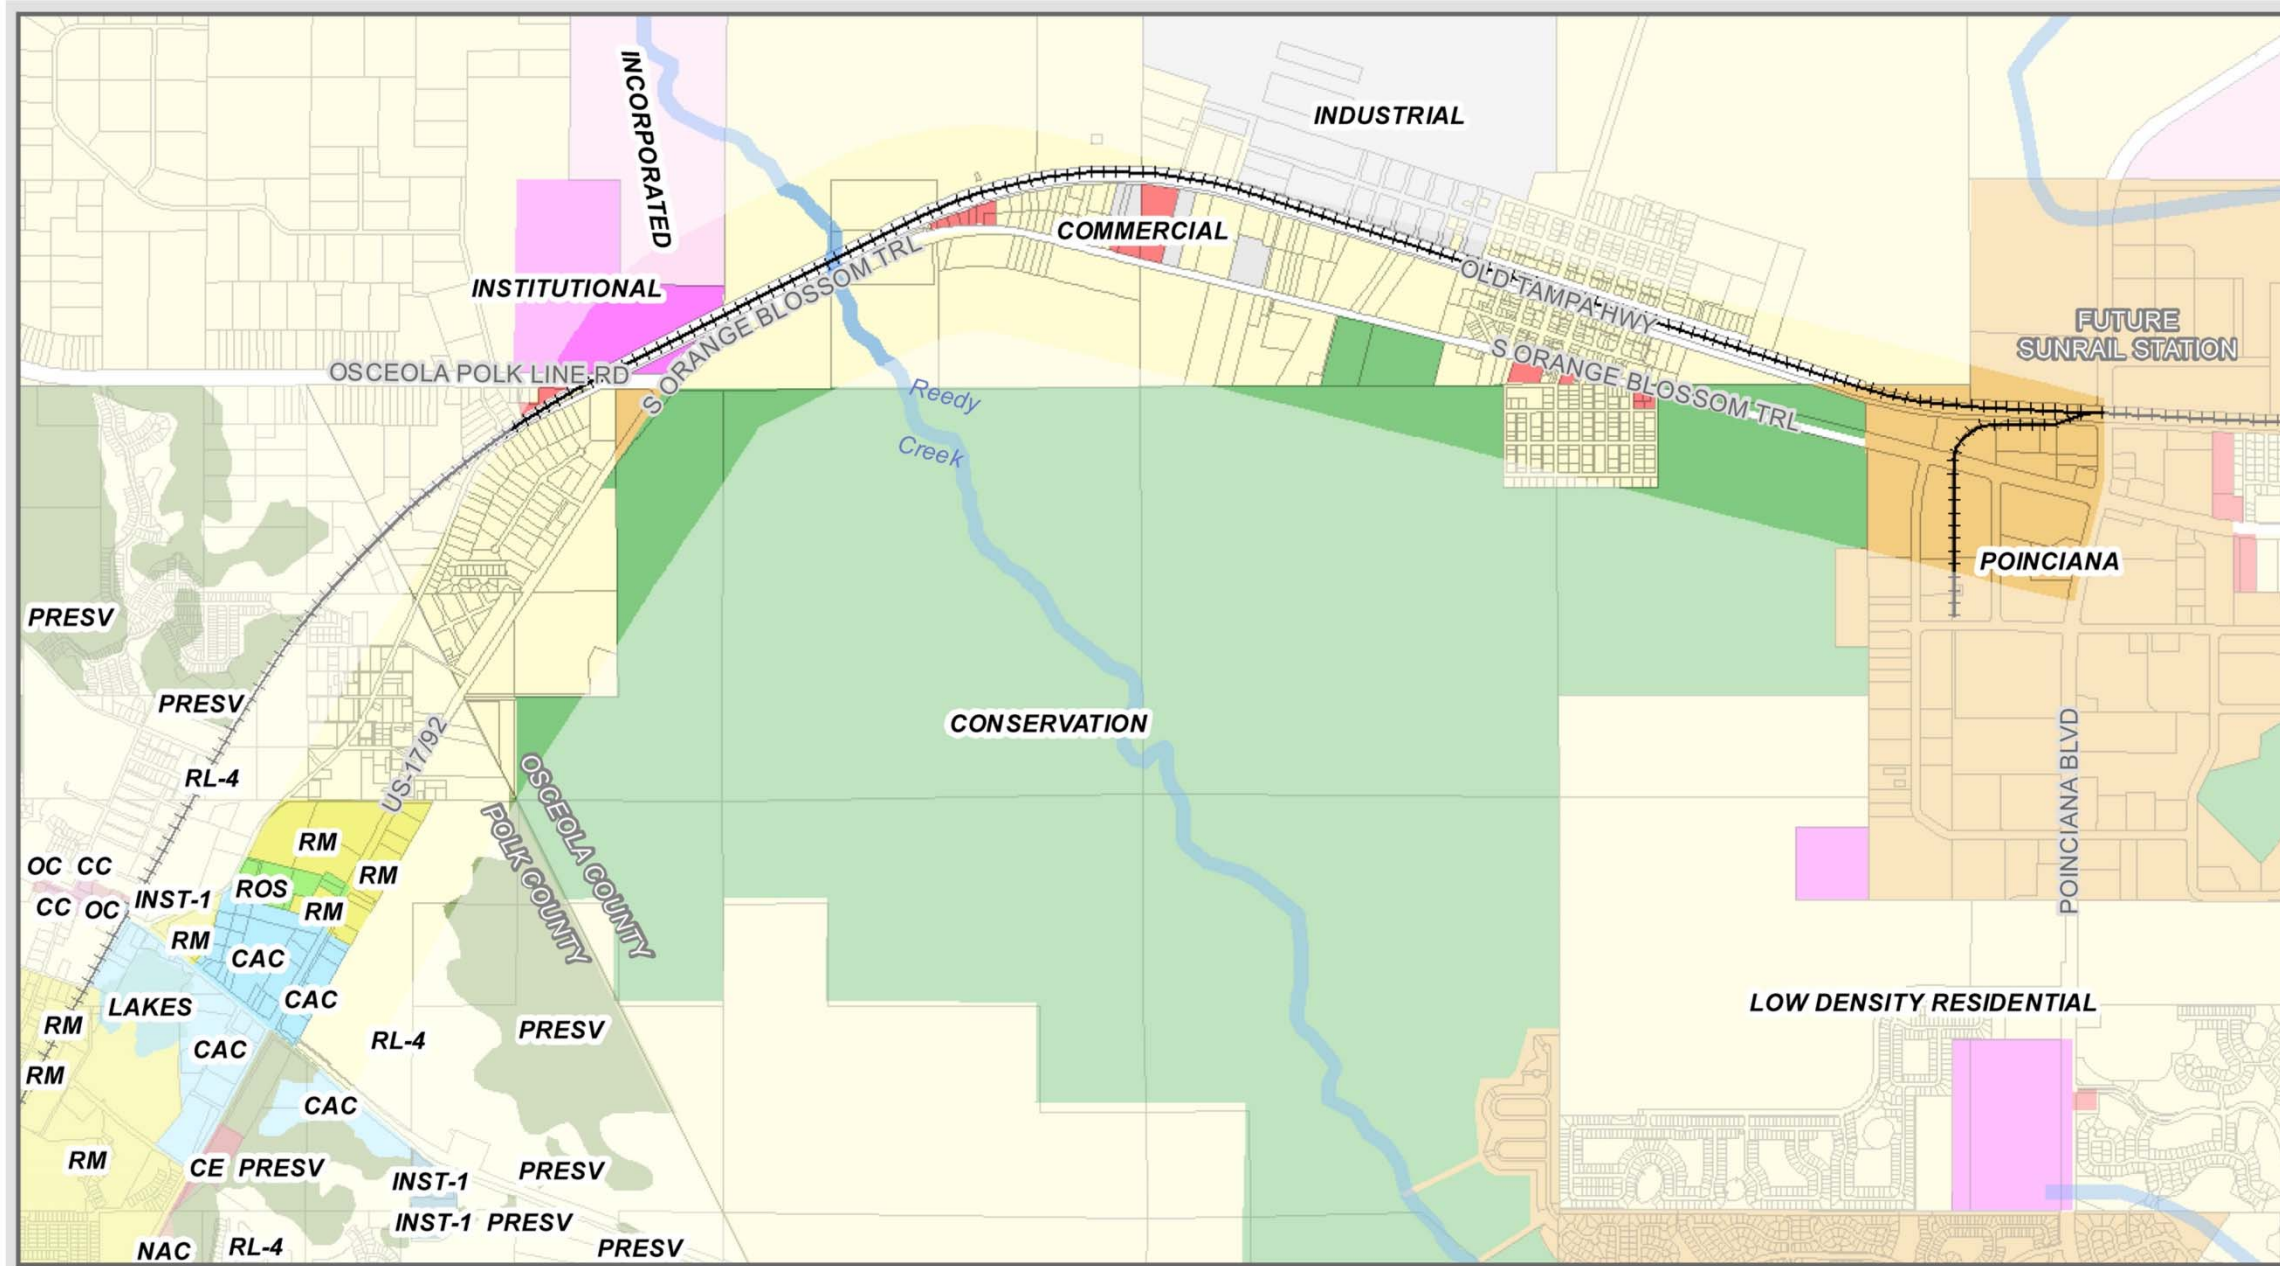 INCORPORATED
INDUSTRIAL
COMMERCIAL
INSTITUTIONAL
OLD TAMPA HWY
FUTURE
SUNRAIL STATION
OSCEOLA POLK LINE RD
S ORANGE BLOSSOM TRL
S ORANGE BLOSSOM TRL
Reedy
Creek
POINCIANA
PRESV
PRESV
CONSERVATION
RL-4
US-17/92
OSCEOLA COUNTY
POLK COUNTY
POINCIANA BLVD
RM
OC CC
RM
INST-1
ROS
CC OC
RM
RM
CAC
CAC
LAKES
LOW DENSITY RESIDENTIAL
RM
PRESV
RL-4
CAC
RM
CAC
RM
CE PRESV
PRESV
INST-1
INST-1 PRESV
NAC
RL-4
PRESV